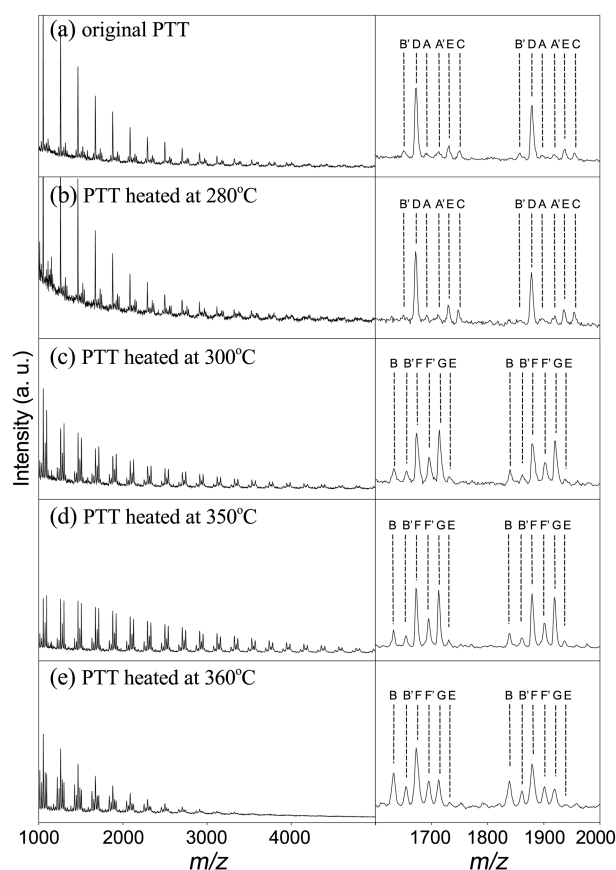 (a) original PTT
B' D A A' E C B' D A A' E C
(b) PTT heated at 280°C
B' D A A' E C B' D A A' E C
(c) PTT heated at 300°C
B B' F F' G E B B' F F' G E
(d) PTT heated at 350°C
B B' F F' G E B B' F F' G E
(e) PTT heated at 360°C
B B' F F' G E B B' F F' G E
Intensity (a. u.)
1000 2000 3000 4000 1700 1800 1900 2000
m/z m/z